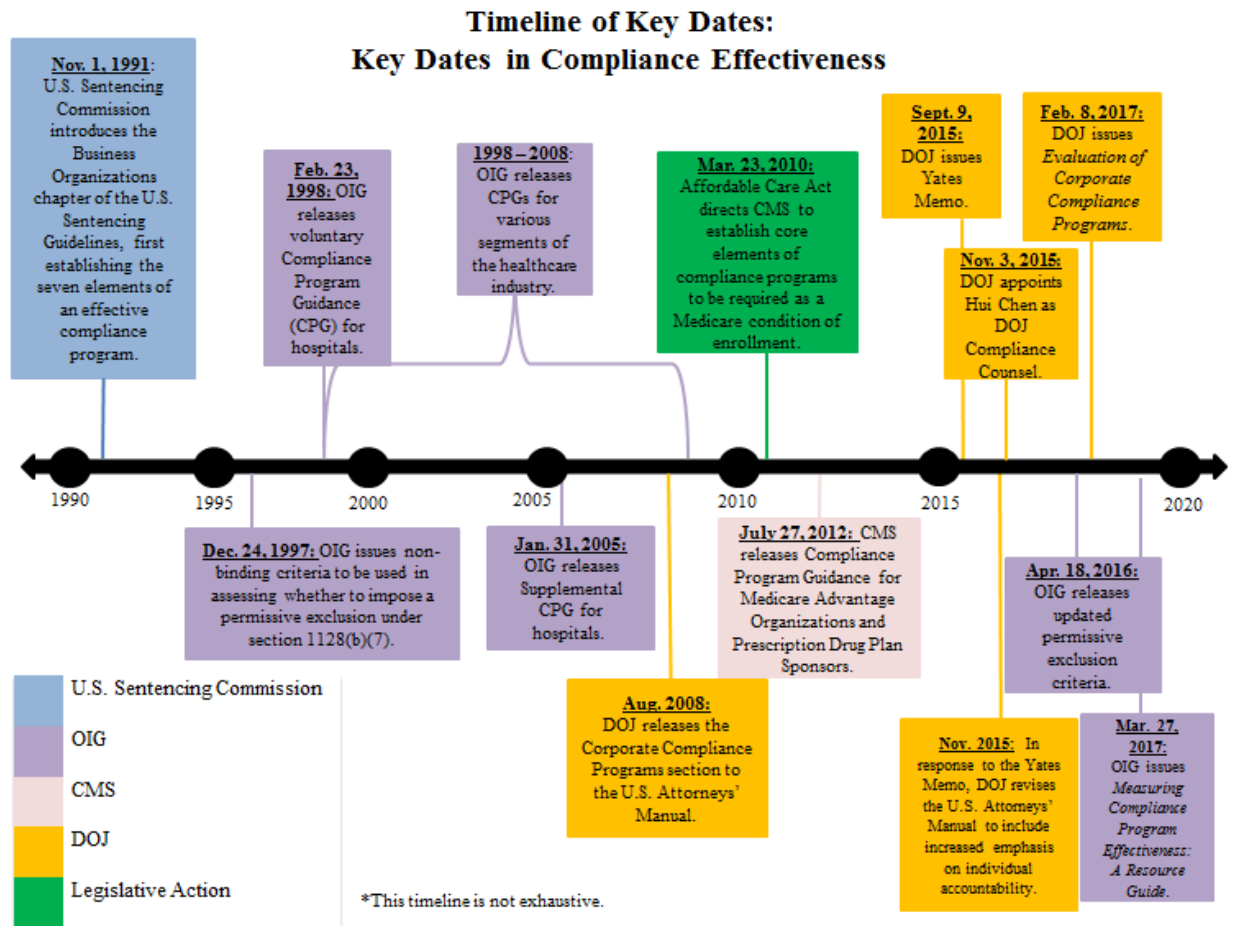 Timeline of Key Dates:
Key Dates in Compliance Effectiveness
Nov. 1, 1991:
U.S. Sentencing
Commission
introduces the
Business
Organizations
chapter of the U.S.
Sentencing
Guidelines, first
establishing the
seven elements of
an effective
compliance
program.
Feb. 23,
1998: OIG
releases
voluntary
Compliance
Program
Guidance
(CPG) for
hospitals.
1998–2008:
OIG releases
CPGs for
various
segments of
the healthcare
industry.
Mar. 23, 2010:
Affordable Care Act
directs CMS to
establish core
elements of
compliance programs
to be required as a
Medicare condition of
enrollment.
Sept. 9,
2015:
DOJ issues
Yates
Memo.
Feb. 8, 2017:
DOJ issues
Evaluation of
Corporate
Compliance
Programs.
Nov. 3, 2015:
DOJ appoints
Hui Chen as
DOJ
Compliance
Counsel.
1990
1995
2000
2005
2010
2015
2020
Dec. 24, 1997: OIG issues non-
binding criteria to be used in
assessing whether to impose a
permissive exclusion under
section 1128(b)(7).
Jan. 31, 2005:
OIG releases
Supplemental
CPG for
hospitals.
Aug. 2008:
DOJ releases the
Corporate Compliance
Programs section to
the U.S. Attorneys’
Manual.
July 27, 2012: CMS
releases Compliance
Program Guidance for
Medicare Advantage
Organizations and
Prescription Drug Plan
Sponsors.
Nov. 2015: In
response to the Yates
Memo, DOJ revises
the U.S. Attorneys’
Manual to include
increased emphasis
on individual
accountability.
Apr. 18, 2016:
OIG releases
updated
permissive
exclusion
criteria.
Mar. 27,
2017:
OIG issues
Measuring
Compliance
Program
Effectiveness:
A Resource
Guide.
U.S. Sentencing Commission
OIG
CMS
DOJ
Legislative Action
*This timeline is not exhaustive.